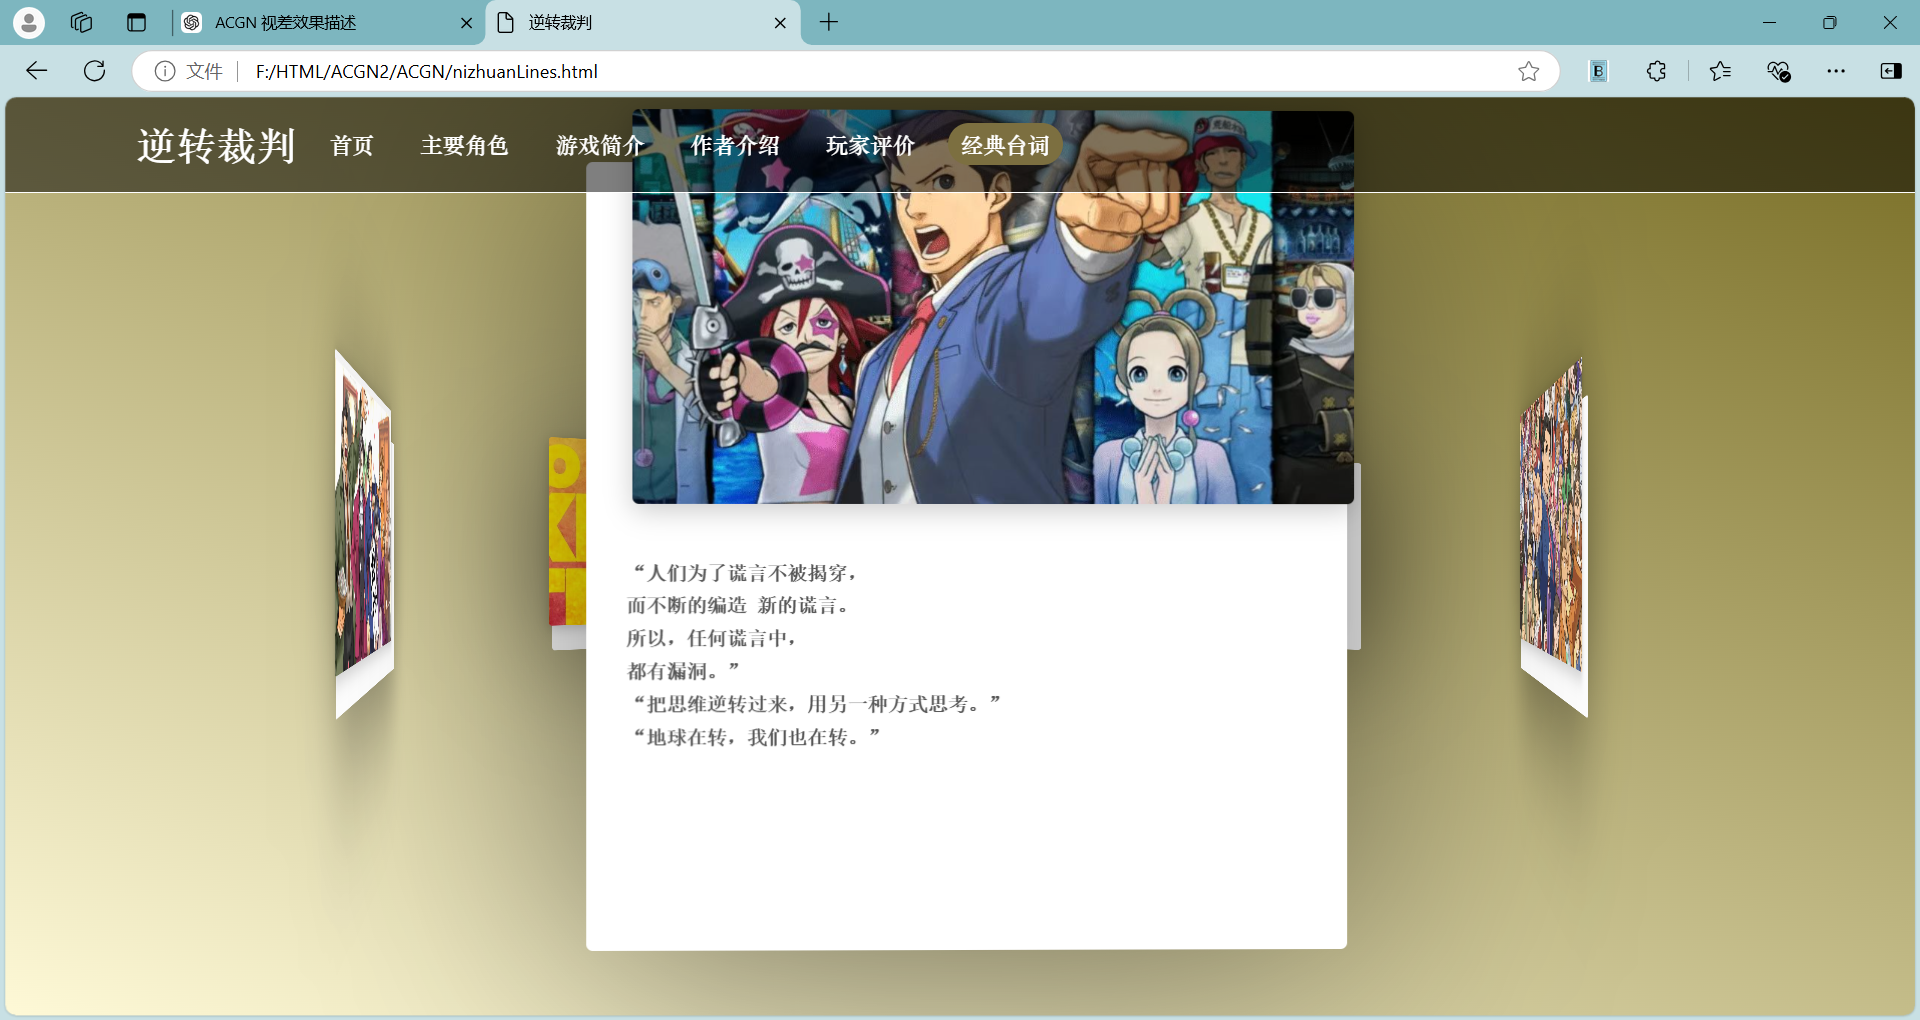 ACGN 视差效果描述
逆转裁判
文件
F:/HTML/ACGN2/ACGN/nizhuanLines.html
B
逆转裁判
首页
主要角色
游戏简介
作者介绍
玩家评价
经典台词
“人们为了谎言不被揭穿，
而不断的编造 新的谎言。
所以，任何谎言中，
都有漏洞。”
“把思维逆转过来，用另一种方式思考。”
“地球在转，我们也在转。”